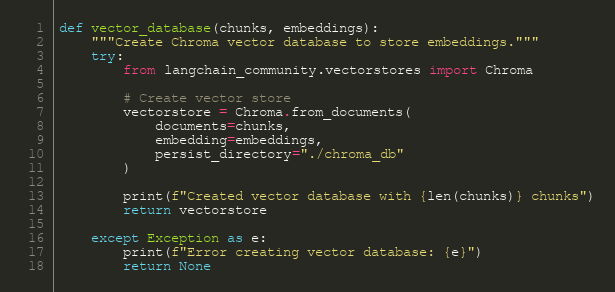 1 def vector_database(chunks, embeddings):
2     """Create Chroma vector database to store embeddings."""
3     try:
4         from langchain_community.vectorstores import Chroma
5
6         # Create vector store
7         vectorstore = Chroma.from_documents(
8             documents=chunks,
9             embedding=embeddings,
10             persist_directory="./chroma_db"
11         )
12
13         print(f"Created vector database with {len(chunks)} chunks")
14         return vectorstore
15
16     except Exception as e:
17         print(f"Error creating vector database: {e}")
18         return None